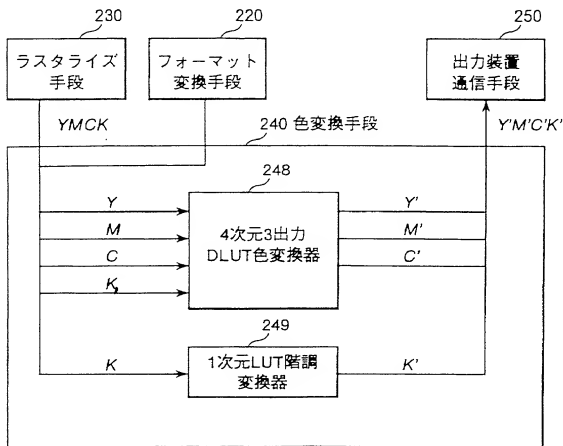 230
220
250
ラスタライズ
手段
フォーマット
変換手段
出力装置
通信手段
YMCK
240 色変換手段
Y'M'C'K'
248
Y
M
C
K
4次元3出力
DLUT色変換器
Y'
M'
C'
249
K
1次元LUT階調
変換器
K'